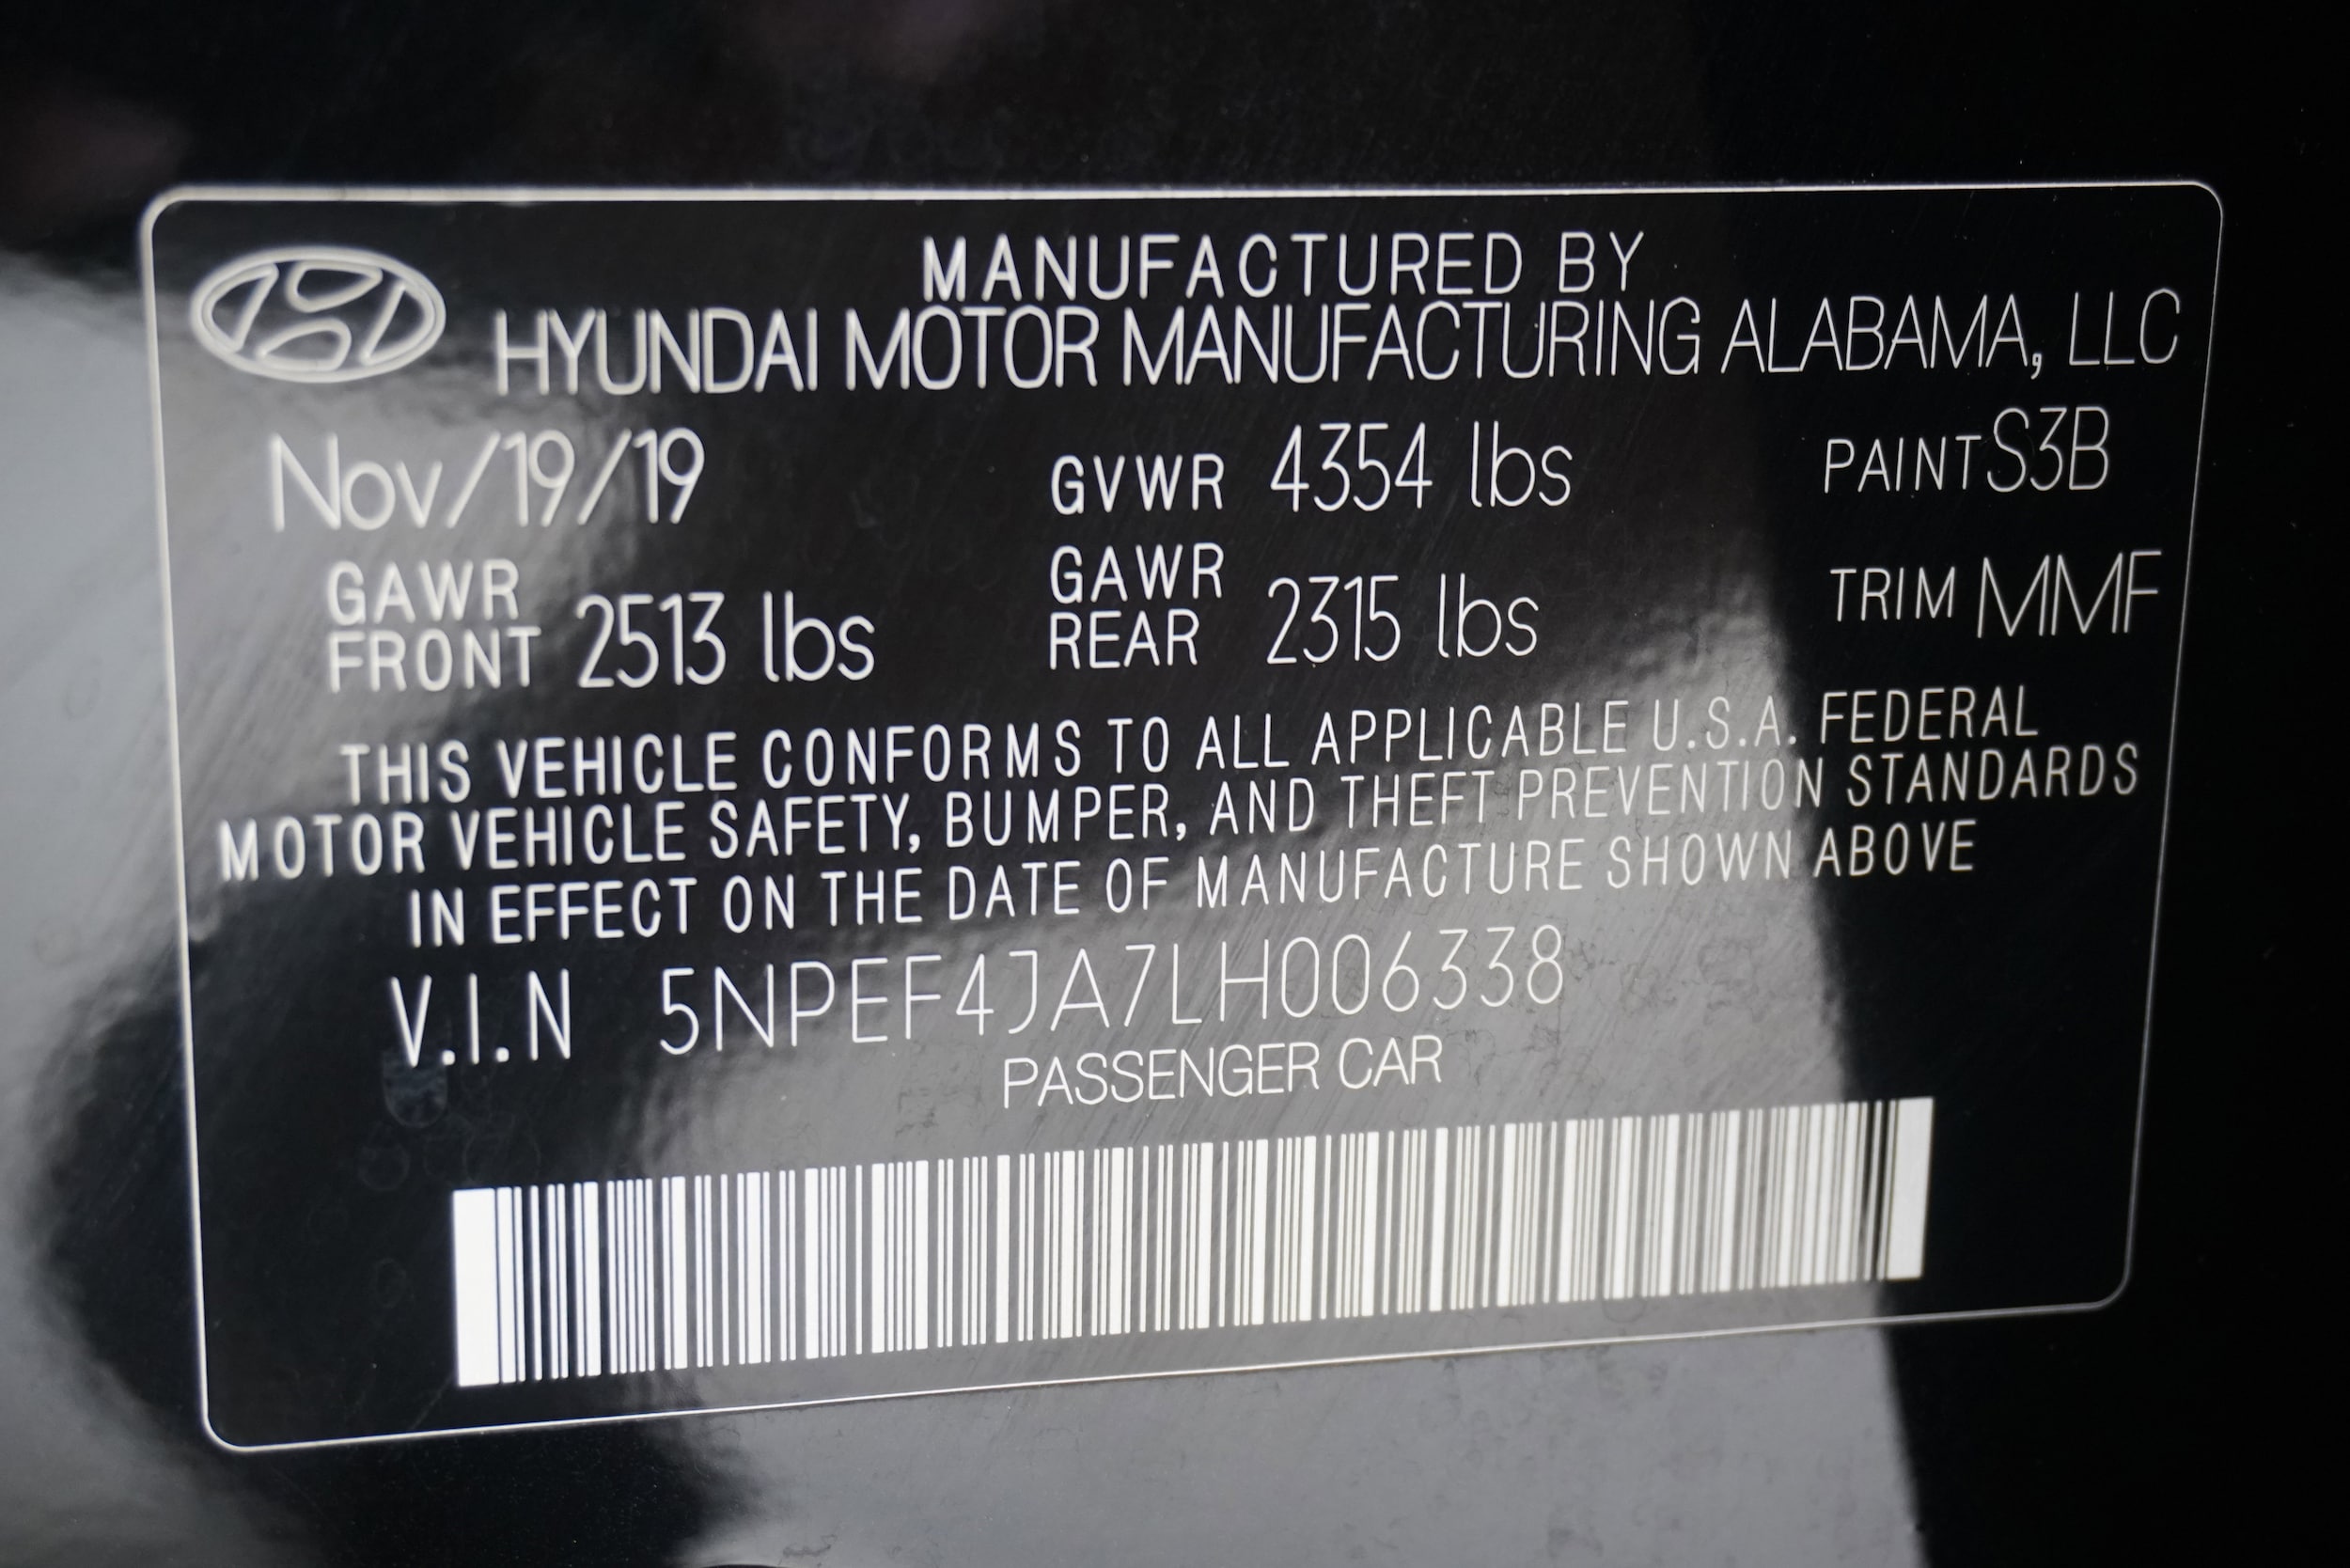 MANUFACTURED BY
HYUNDAI MOTOR MANUFACTURING ALABAMA, LLC
Nov/19/19 GVWR 4354 lbs PAINT S3B
GAWR FRONT 2513 lbs GAWR REAR 2315 lbs TRIM MMF
THIS VEHICLE CONFORMS TO ALL APPLICABLE U.S.A. FEDERAL
MOTOR VEHICLE SAFETY, BUMPER, AND THEFT PREVENTION STANDARDS
IN EFFECT ON THE DATE OF MANUFACTURE SHOWN ABOVE
V.I.N 5NPEF4JA7LH006338
PASSENGER CAR